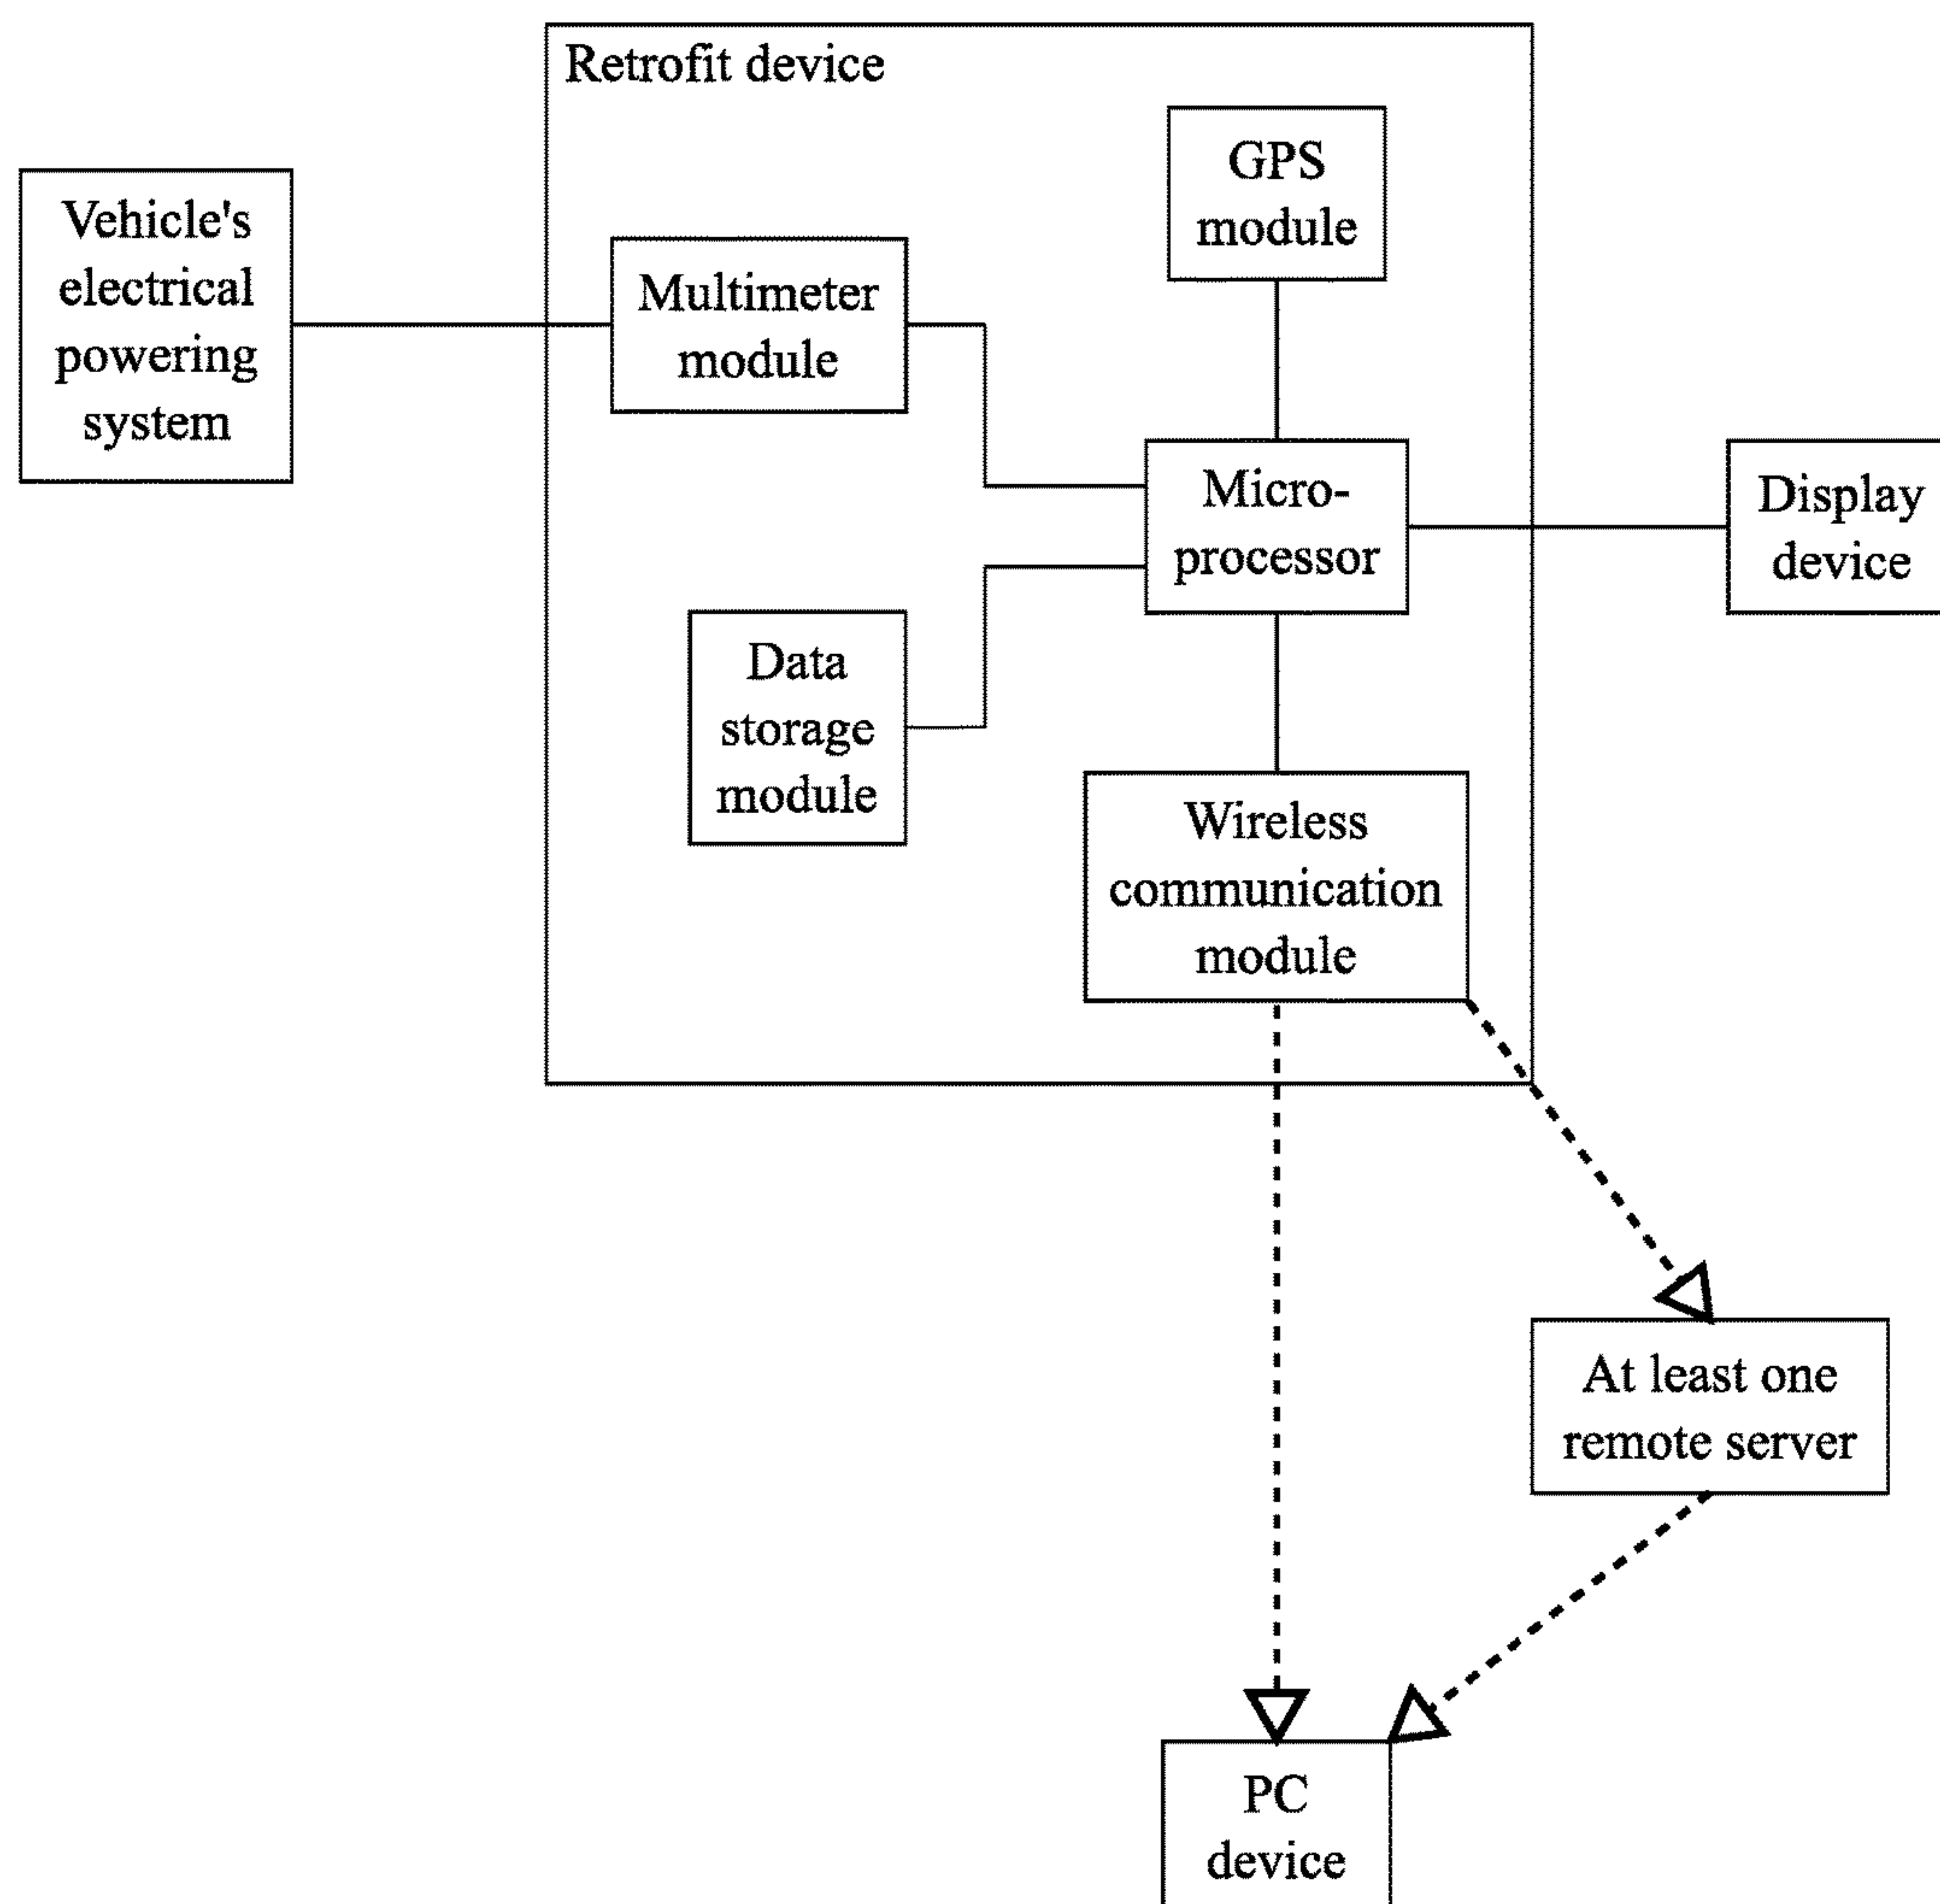 Retrofit device
GPS
module
Vehicle's
electrical
powering
system
Multimeter
module
Micro-
processor
Display
device
Data
storage
module
Wireless
communication
module
At least one
remote server
PC
device